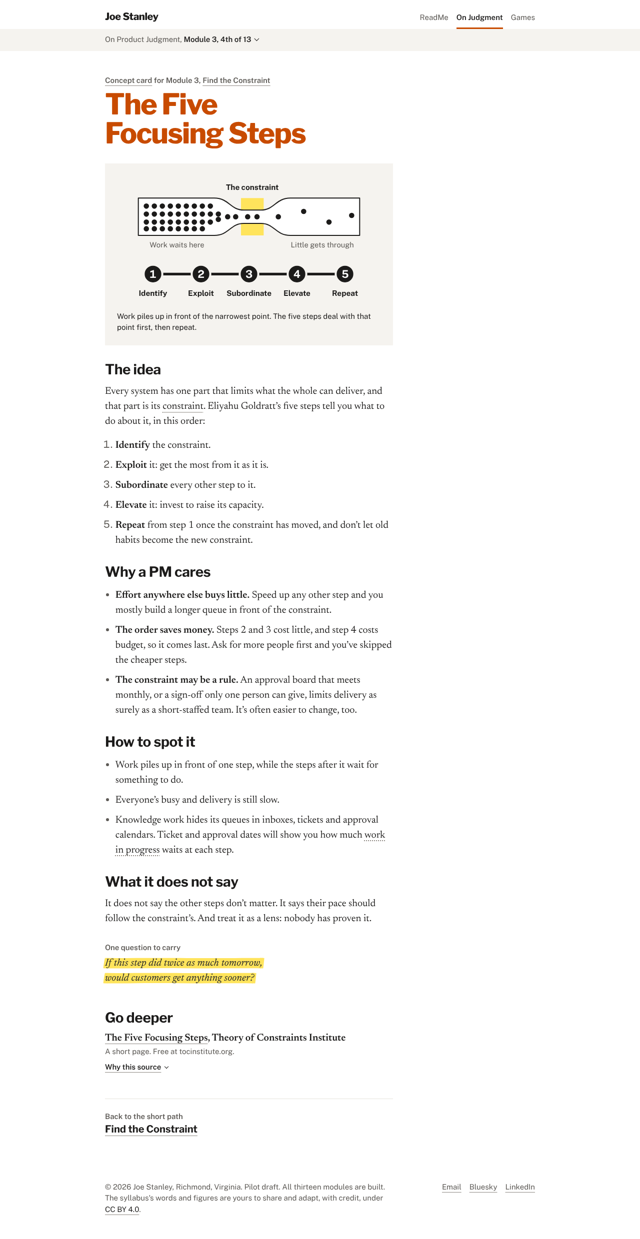 Joe Stanley
ReadMe On Judgment Games
On Product Judgment, Module 3, 4th of 13
Concept card for Module 3, Find the Constraint
The Five
Focusing Steps
The constraint
Work waits here Little gets through
1 2 3 4 5
Identify Exploit Subordinate Elevate Repeat
Work piles up in front of the narrowest point. The five steps deal with that
point first, then repeat.
The idea
Every system has one part that limits what the whole can deliver, and
that part is its constraint. Eliyahu Goldratt’s five steps tell you what to
do about it, in this order:
1. Identify the constraint.
2. Exploit it: get the most from it as it is.
3. Subordinate every other step to it.
4. Elevate it: invest to raise its capacity.
5. Repeat from step 1 once the constraint has moved, and don’t let old
habits become the new constraint.
Why a PM cares
• Effort anywhere else buys little. Speed up any other step and you
mostly build a longer queue in front of the constraint.
• The order saves money. Steps 2 and 3 cost little, and step 4 costs
budget, so it comes last. Ask for more people first and you’ve skipped
the cheaper steps.
• The constraint may be a rule. An approval board that meets
monthly, or a sign-off only one person can give, limits delivery as
surely as a short-staffed team. It’s often easier to change, too.
How to spot it
• Work piles up in front of one step, while the steps after it wait for
something to do.
• Everyone’s busy and delivery is still slow.
• Knowledge work hides its queues in inboxes, tickets and approval
calendars. Ticket and approval dates will show you how much work
in progress waits at each step.
What it does not say
It does not say the other steps don’t matter. It says their pace should
follow the constraint’s. And treat it as a lens: nobody has proven it.
One question to carry
If this step did twice as much tomorrow,
would customers get anything sooner?
Go deeper
The Five Focusing Steps, Theory of Constraints Institute
A short page. Free at tocinstitute.org.
Why this source
Back to the short path
Find the Constraint
© 2026 Joe Stanley, Richmond, Virginia. Pilot draft. All thirteen modules are built.
The syllabus’s words and figures are yours to share and adapt, with credit, under
CC BY 4.0.
Email Bluesky LinkedIn